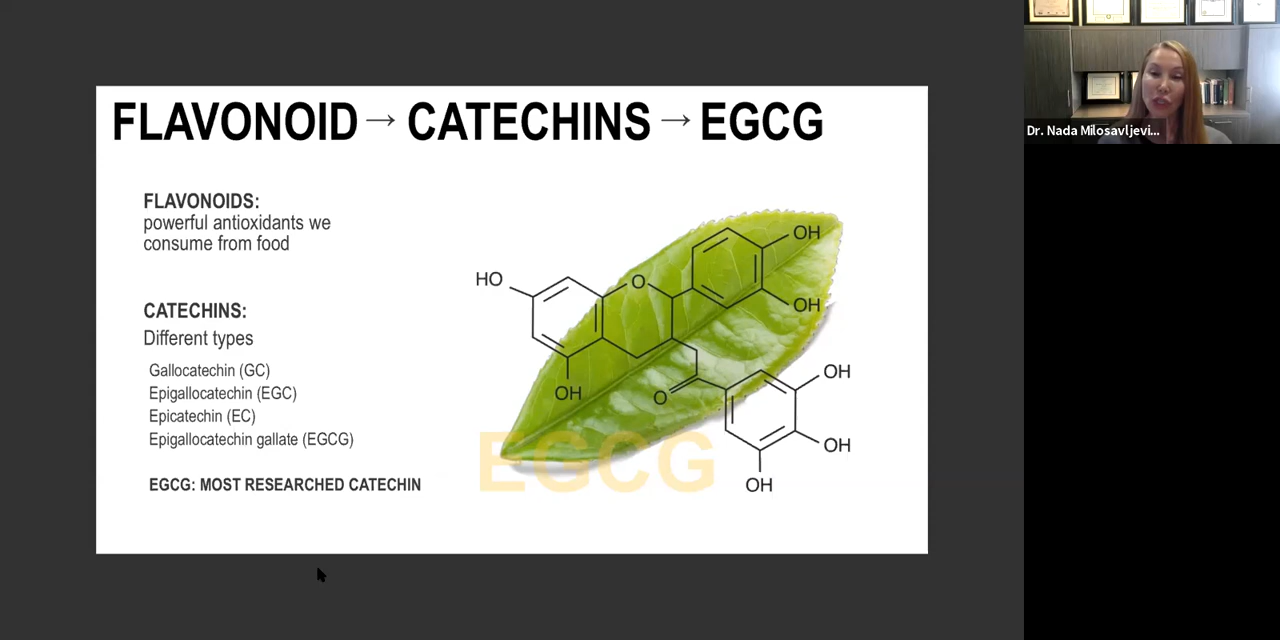 FLAVONOID → CATECHINS → EGCG
FLAVONOIDS:
powerful antioxidants we
consume from food
CATECHINS:
Different types
Gallocatechin (GC)
Epigallocatechin (EGC)
Epicatechin (EC)
Epigallocatechin gallate (EGCG)
EGCG: MOST RESEARCHED CATECHIN
HO
O
OH
OH
OH
O
OH
OH
OH
EGCG
Dr. Nada Milosavljevi...